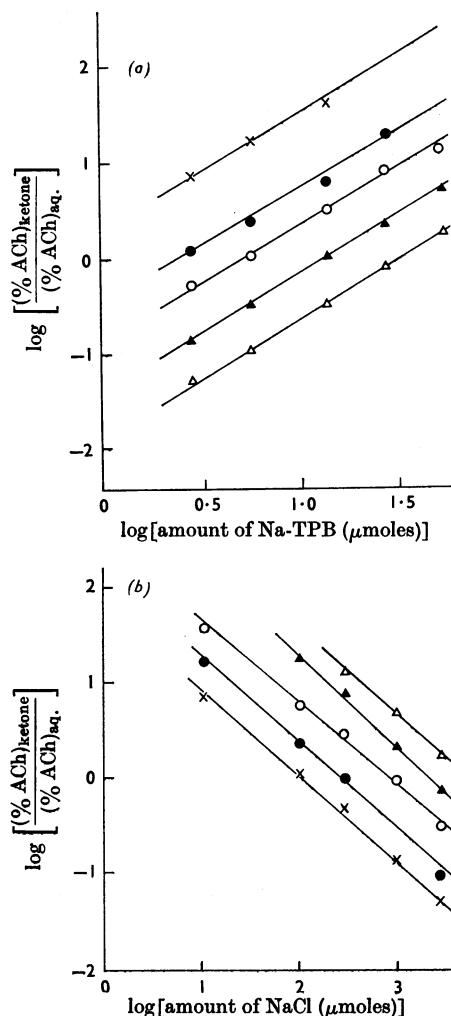 (a)
2
1
0
−1
−2
log [(% ACh)ketone / (% ACh)aq.]
0 0·5 1·0 1·5
log[amount of Na-TPB (μmoles)]
(b)
2
1
0
−1
−2
log [(% ACh)ketone / (% ACh)aq.]
0 1 2 3
log[amount of NaCl (μmoles)]